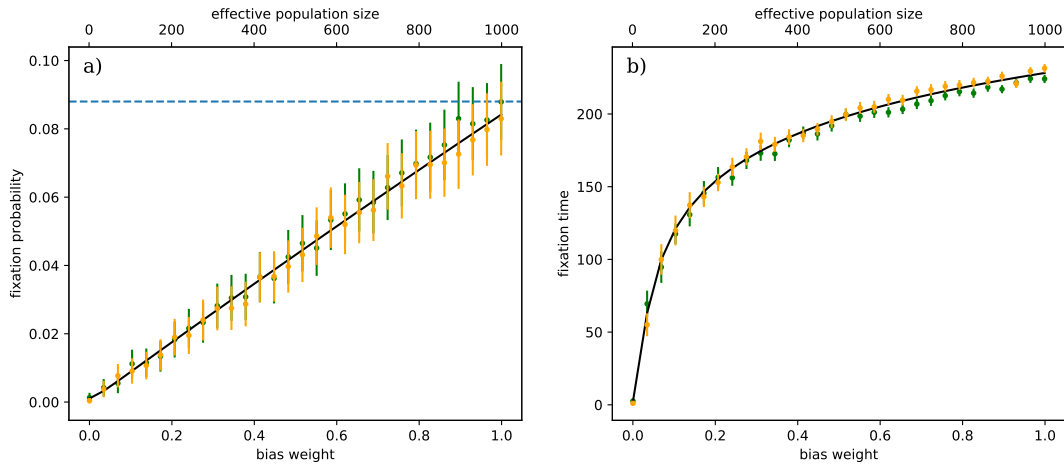 effective population size
0 200 400 600 800 1000
a)
0.10
0.08
0.06
0.04
0.02
0.00
fixation probability
0.0 0.2 0.4 0.6 0.8 1.0
bias weight
effective population size
0 200 400 600 800 1000
b)
200
150
100
50
0
fixation time
0.0 0.2 0.4 0.6 0.8 1.0
bias weight